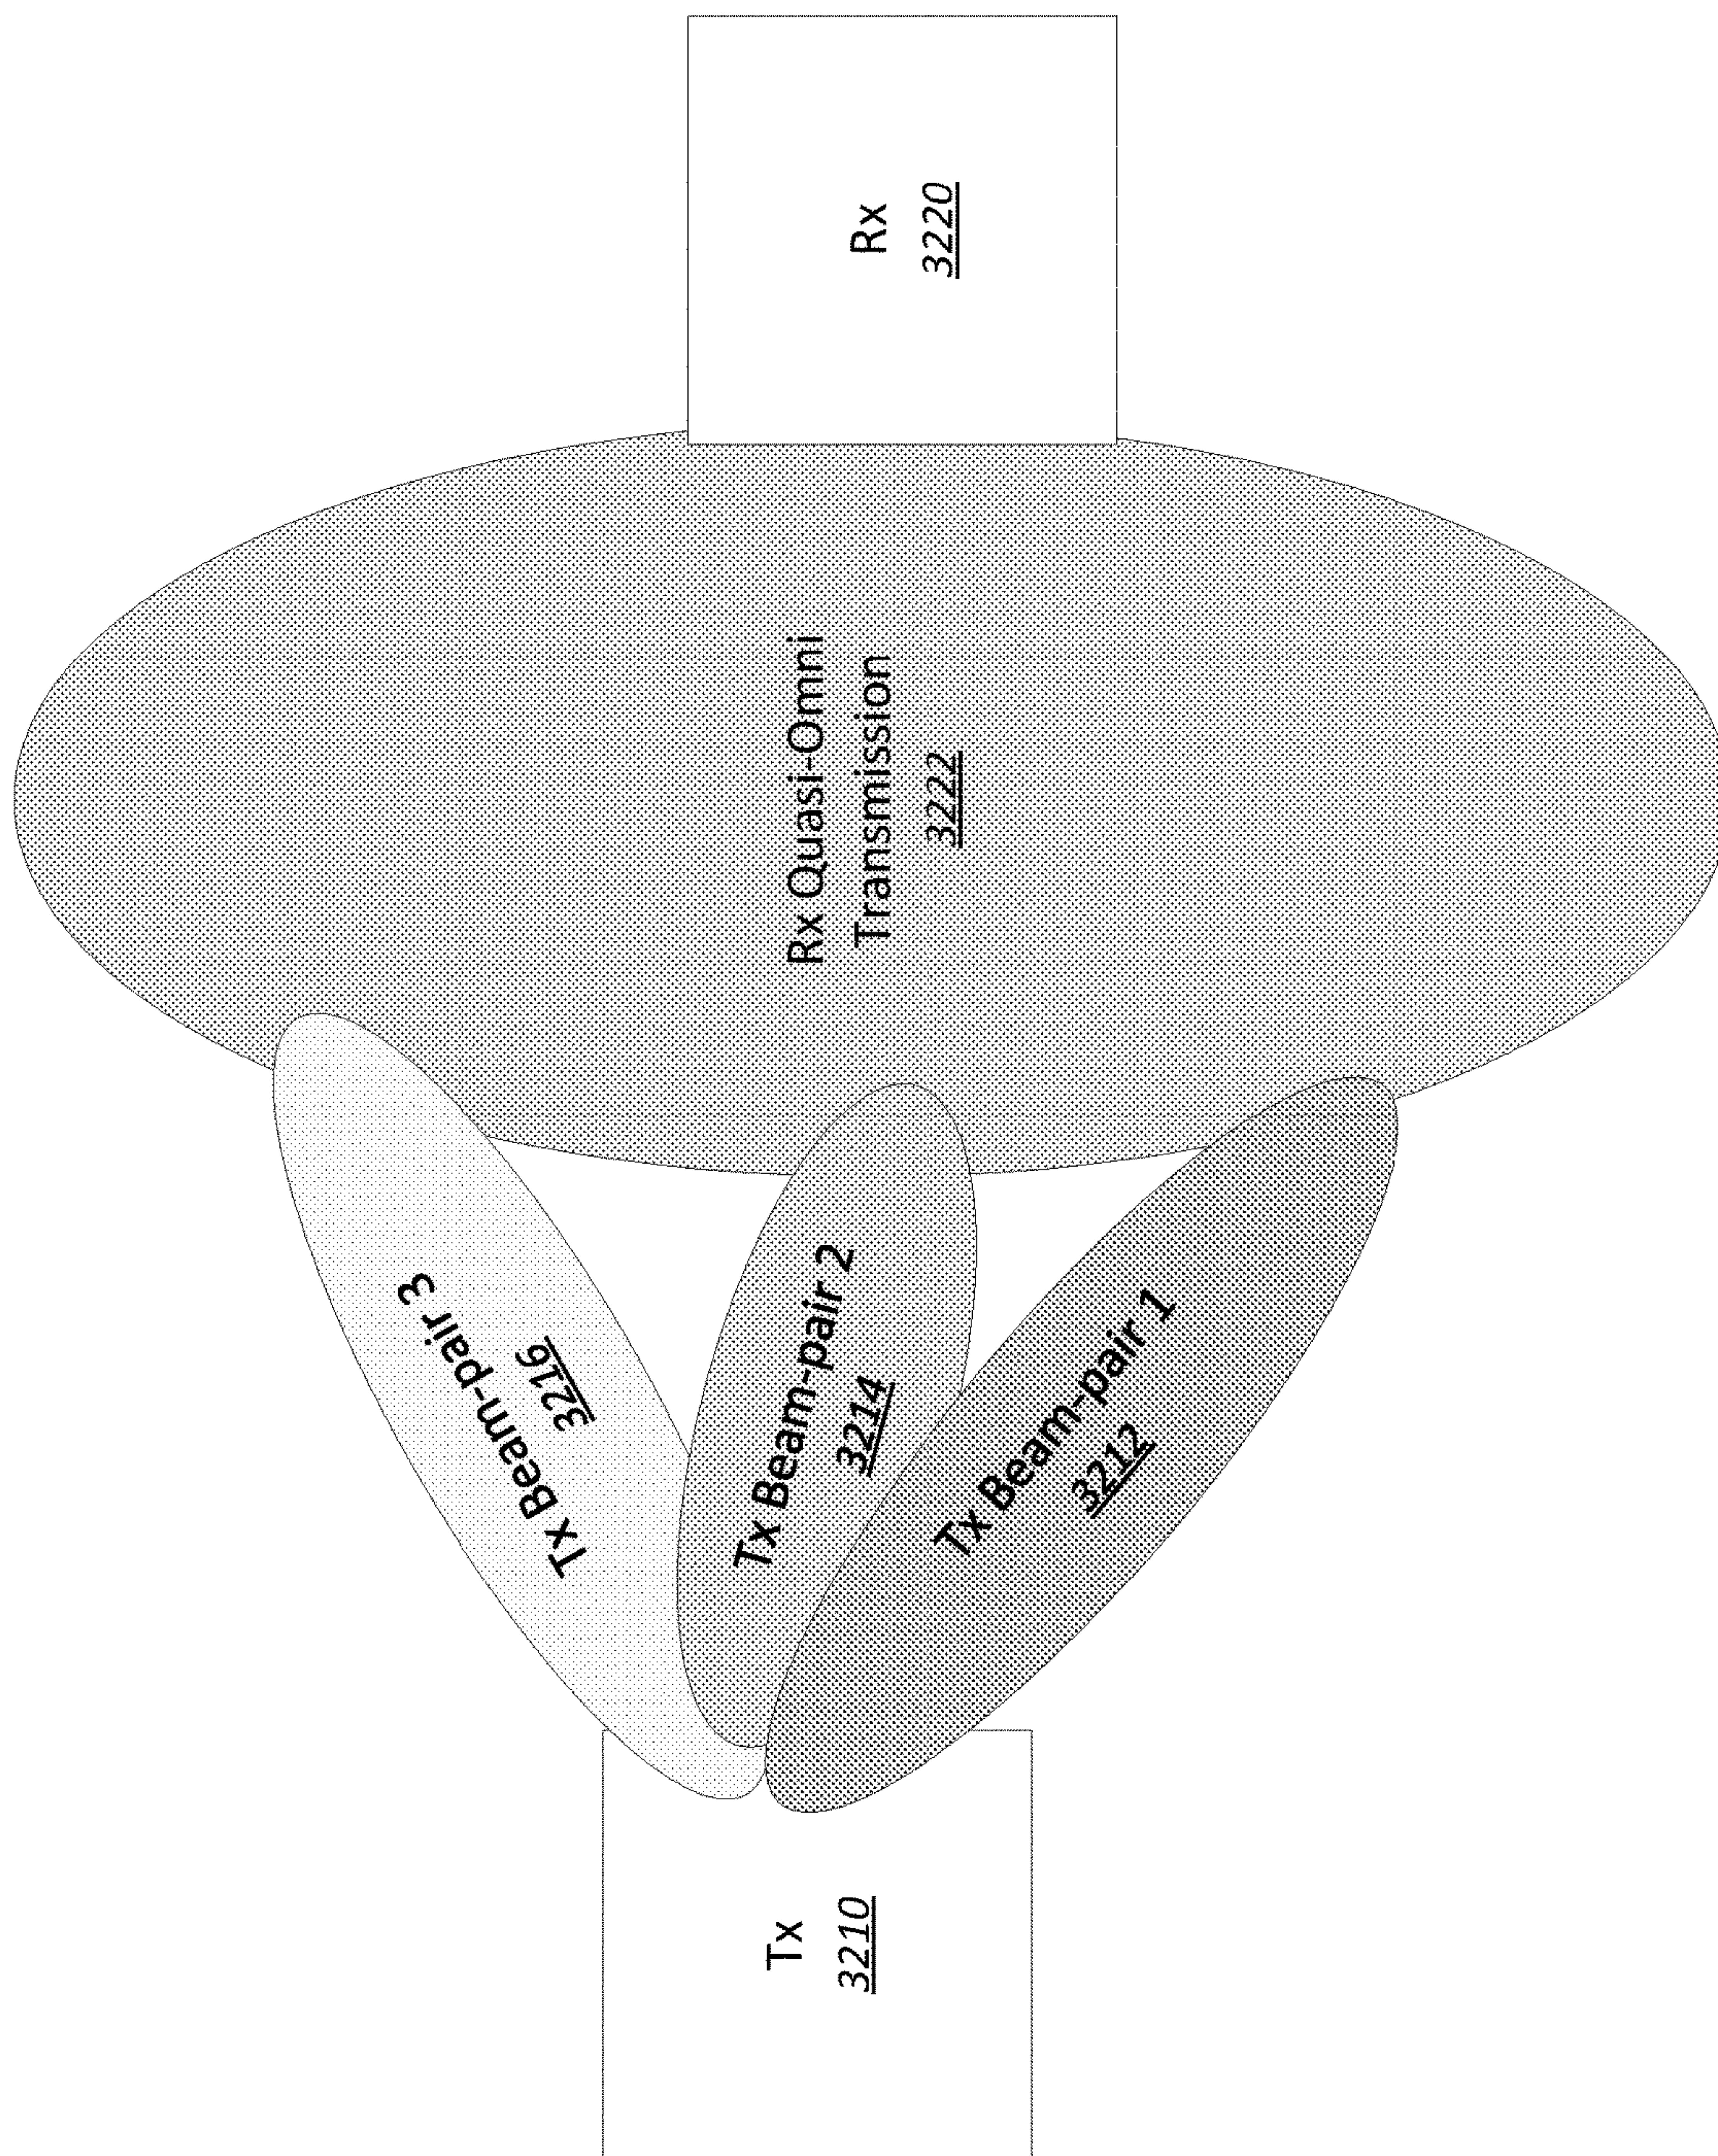 Tx
3210
Tx Beam-pair 3
3216
Tx Beam-pair 2
3214
Tx Beam-pair 1
3212
Rx Quasi-Omni
Transmission
3222
Rx
3220